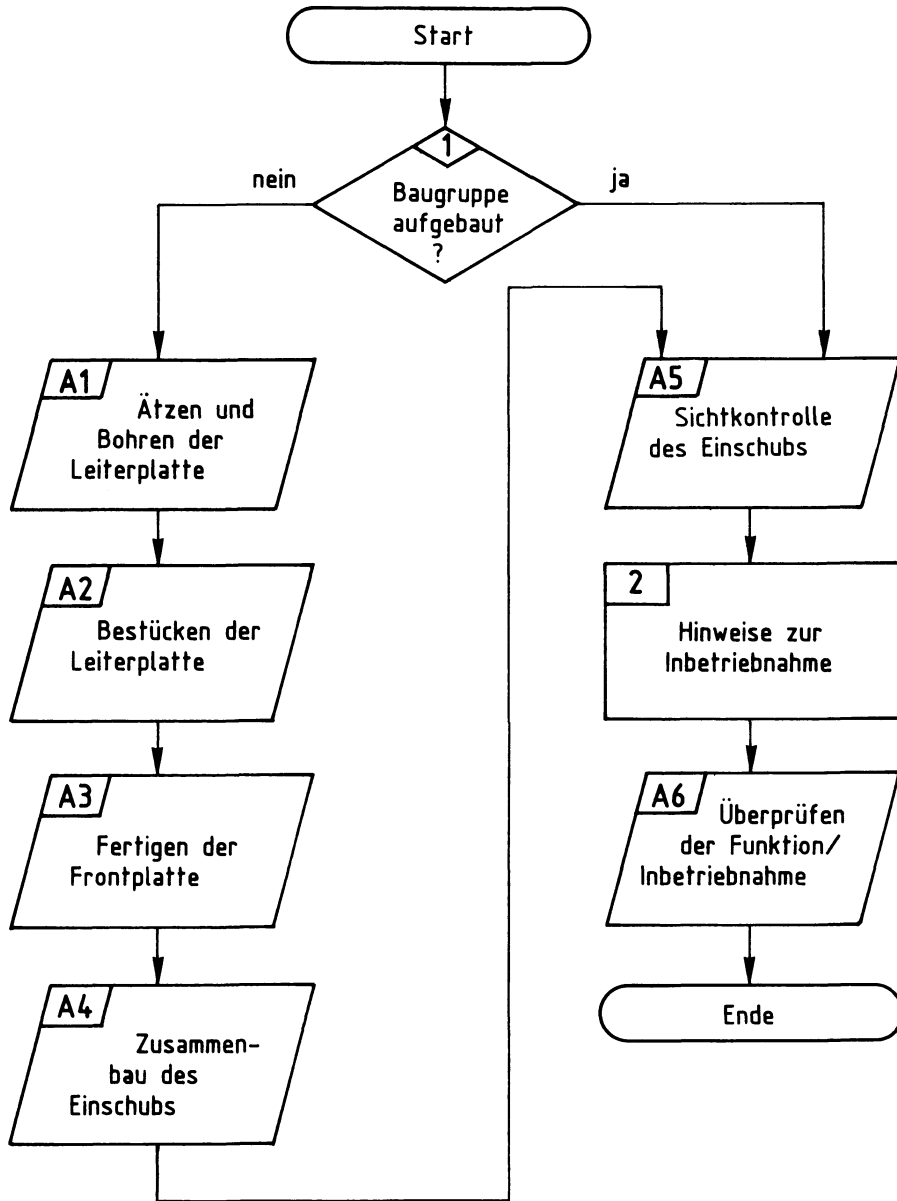 Start
1
Baugruppe
aufgebaut
?
nein
ja
A1
Ätzen und
Bohren der
Leiterplatte
A2
Bestücken der
Leiterplatte
A3
Fertigen der
Frontplatte
A4
Zusammen-
bau des
Einschubs
A5
Sichtkontrolle
des Einschubs
2
Hinweise zur
Inbetriebnahme
A6
Überprüfen
der Funktion/
Inbetriebnahme
Ende